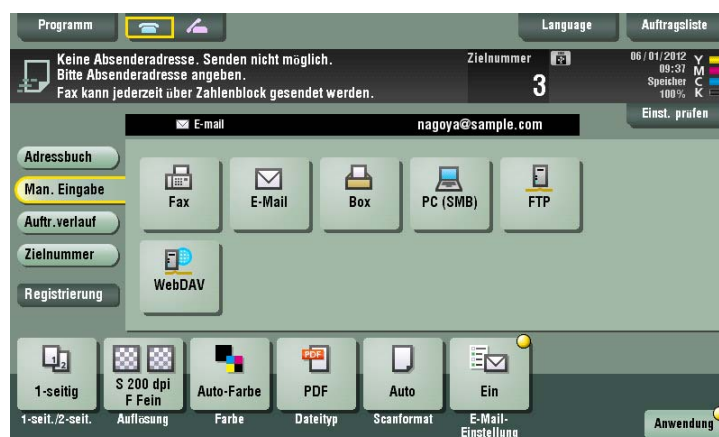 Programm
Language
Auftragsliste
Keine Absenderadresse. Senden nicht möglich.
Bitte Absenderadresse angeben.
Fax kann jederzeit über Zahlenblock gesendet werden.
Zielnummer
3
06/01/2012
09:37
Speicher
100%
Y
M
C
K
Einst. prüfen
E-mail
nagoya@sample.com
Adressbuch
Man. Eingabe
Auftr.verlauf
Zielnummer
Registrierung
Fax
E-Mail
Box
PC (SMB)
FTP
WebDAV
1-seitig
S 200 dpi
F Fein
Auto-Farbe
PDF
PDF
Auto
Ein
1-seit./2-seit.
Auflösung
Farbe
Dateityp
Scanformat
E-Mail-
Einstellung
Anwendung